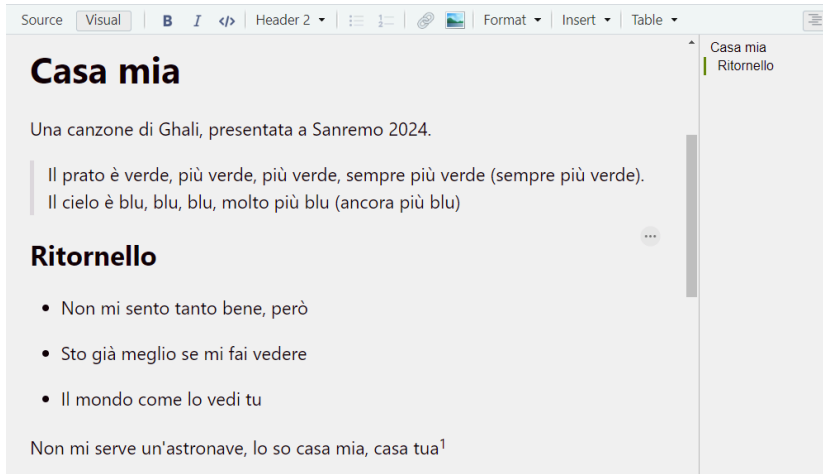 Source Visual B I </> Header 2 Format Insert Table
Casa mia
Ritornello
Casa mia
Una canzone di Ghali, presentata a Sanremo 2024.
Il prato è verde, più verde, più verde, sempre più verde (sempre più verde).
Il cielo è blu, blu, blu, molto più blu (ancora più blu)
Ritornello
• Non mi sento tanto bene, però
• Sto già meglio se mi fai vedere
• Il mondo come lo vedi tu
Non mi serve un'astronave, lo so casa mia, casa tua¹